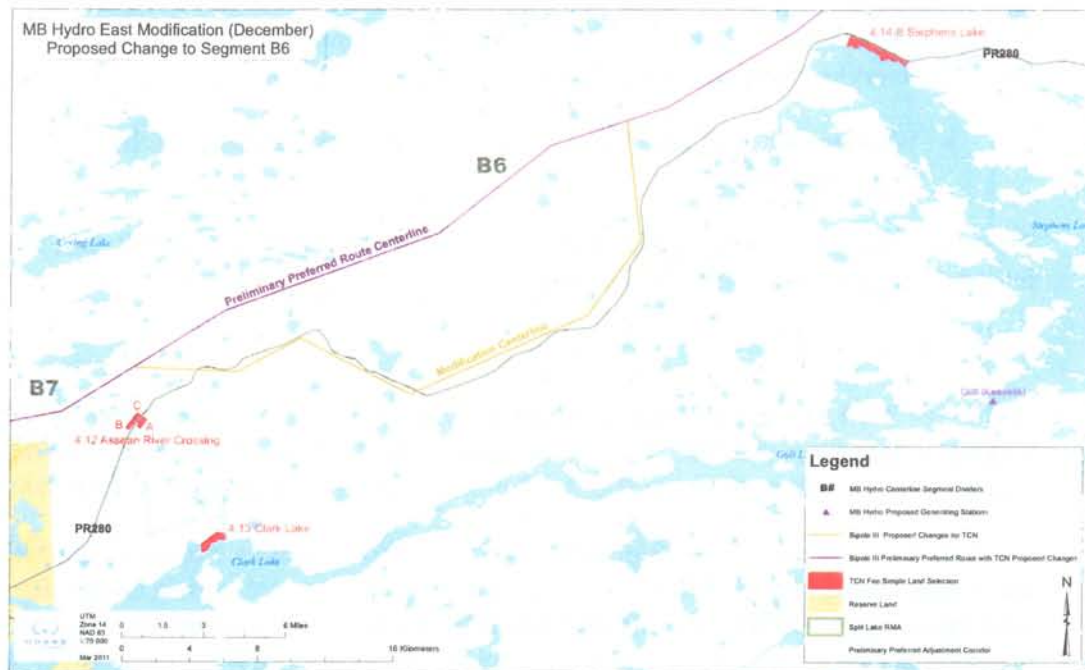 MB Hydro East Modification (December)
Proposed Change to Segment B6
4.14 B Stephens Lake
PR280
B6
Preliminary Preferred Route Centerline
Modification Centerline
B7
C
B A
4.12 Assean River Crossing
PR280
4.13 Clark Lake
Clark Lake
Stephens
Legend
B# MB Hydro Centerline Segment Dividers
MB Hydro Proposed Generating Stations
Bipole III Proposed Changes for TCN
Bipole III Preliminary Preferred Route with TCN Proposed Changes
TCN Fee Simple Land Selection
Reserve Land
Split Lake RMA
Preliminary Preferred Adjustment Corridor
N
UTM
Zone 14
NAD 83
Mar 2011
0 1.5 3 6 Miles
0
Kilometers